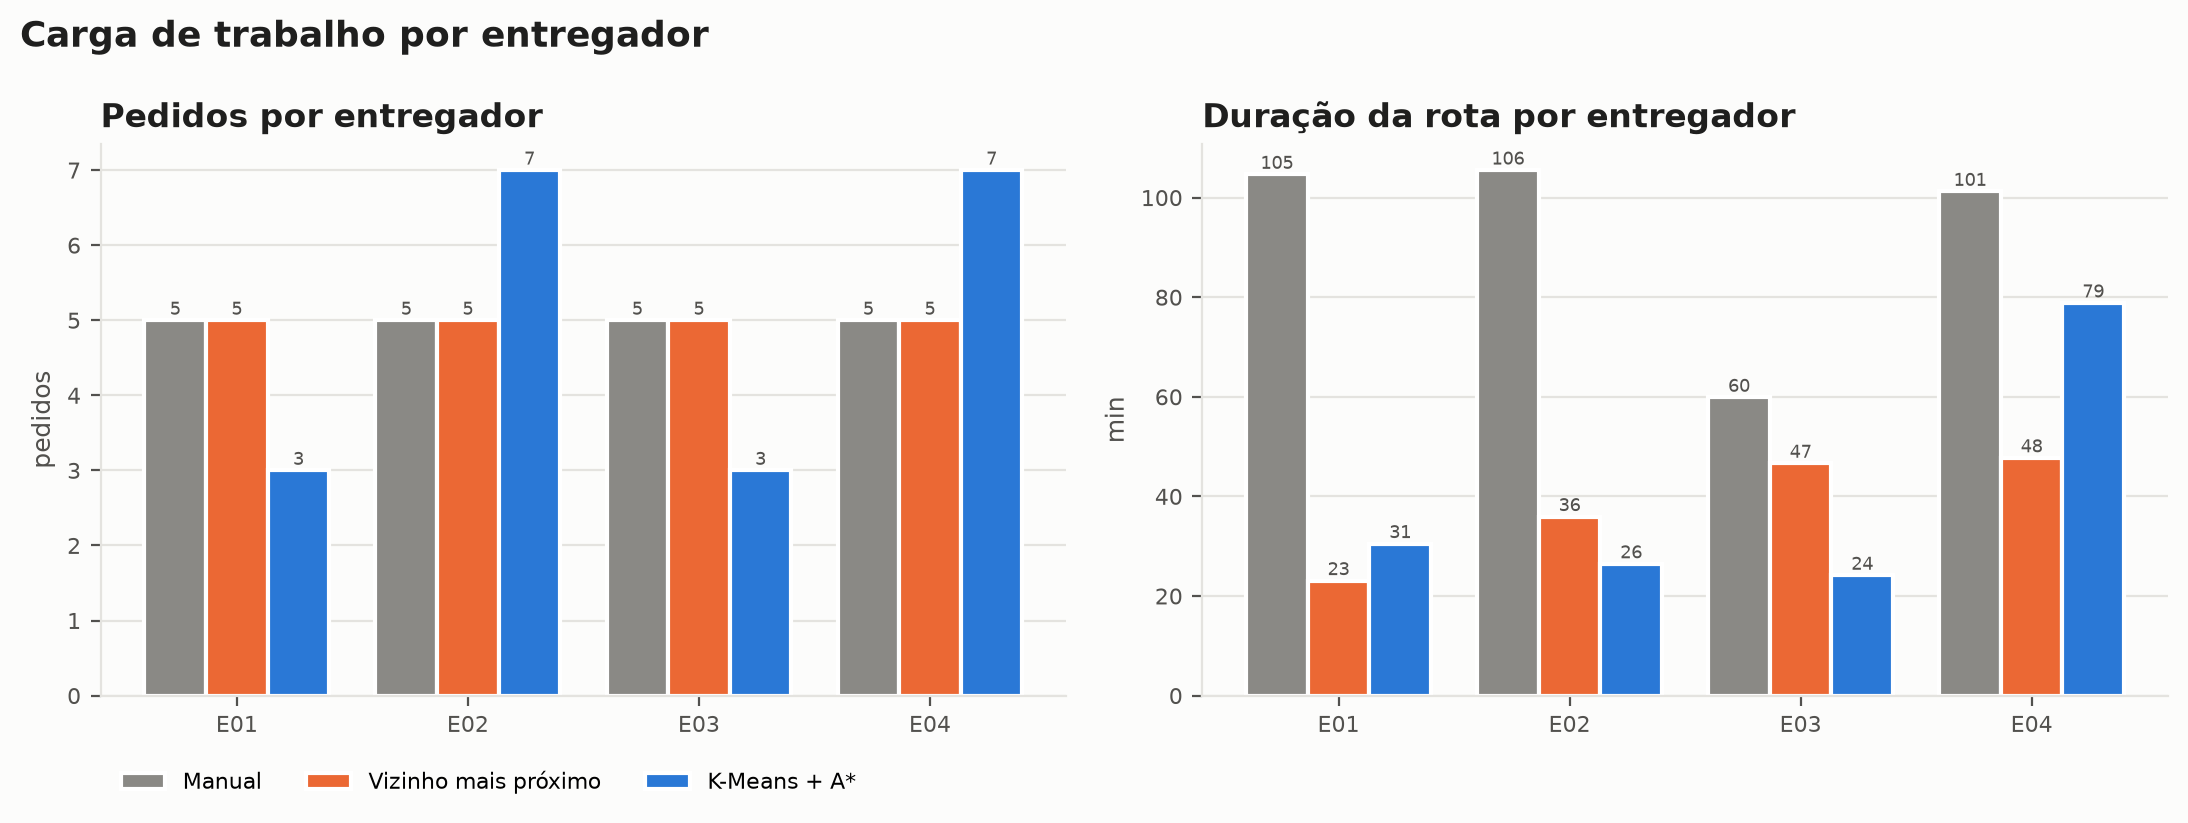 Carga de trabalho por entregador
Pedidos por entregador
7
6
5
4
3
2
1
0
pedidos
5 5 3
5 5 7
5 5 3
5 5 7
E01 E02 E03 E04
Manual Vizinho mais próximo K-Means + A*
Duração da rota por entregador
100
80
60
40
20
0
min
105 23 31
106 36 26
60 47 24
101 48 79
E01 E02 E03 E04